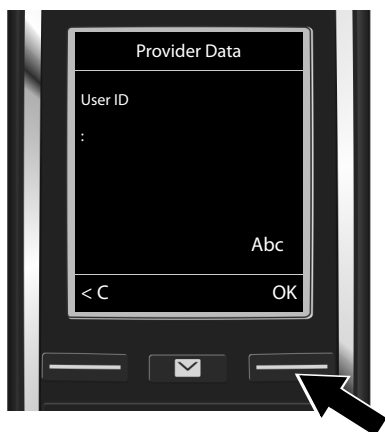 Provider Data
User ID
:
Abc
< C
OK